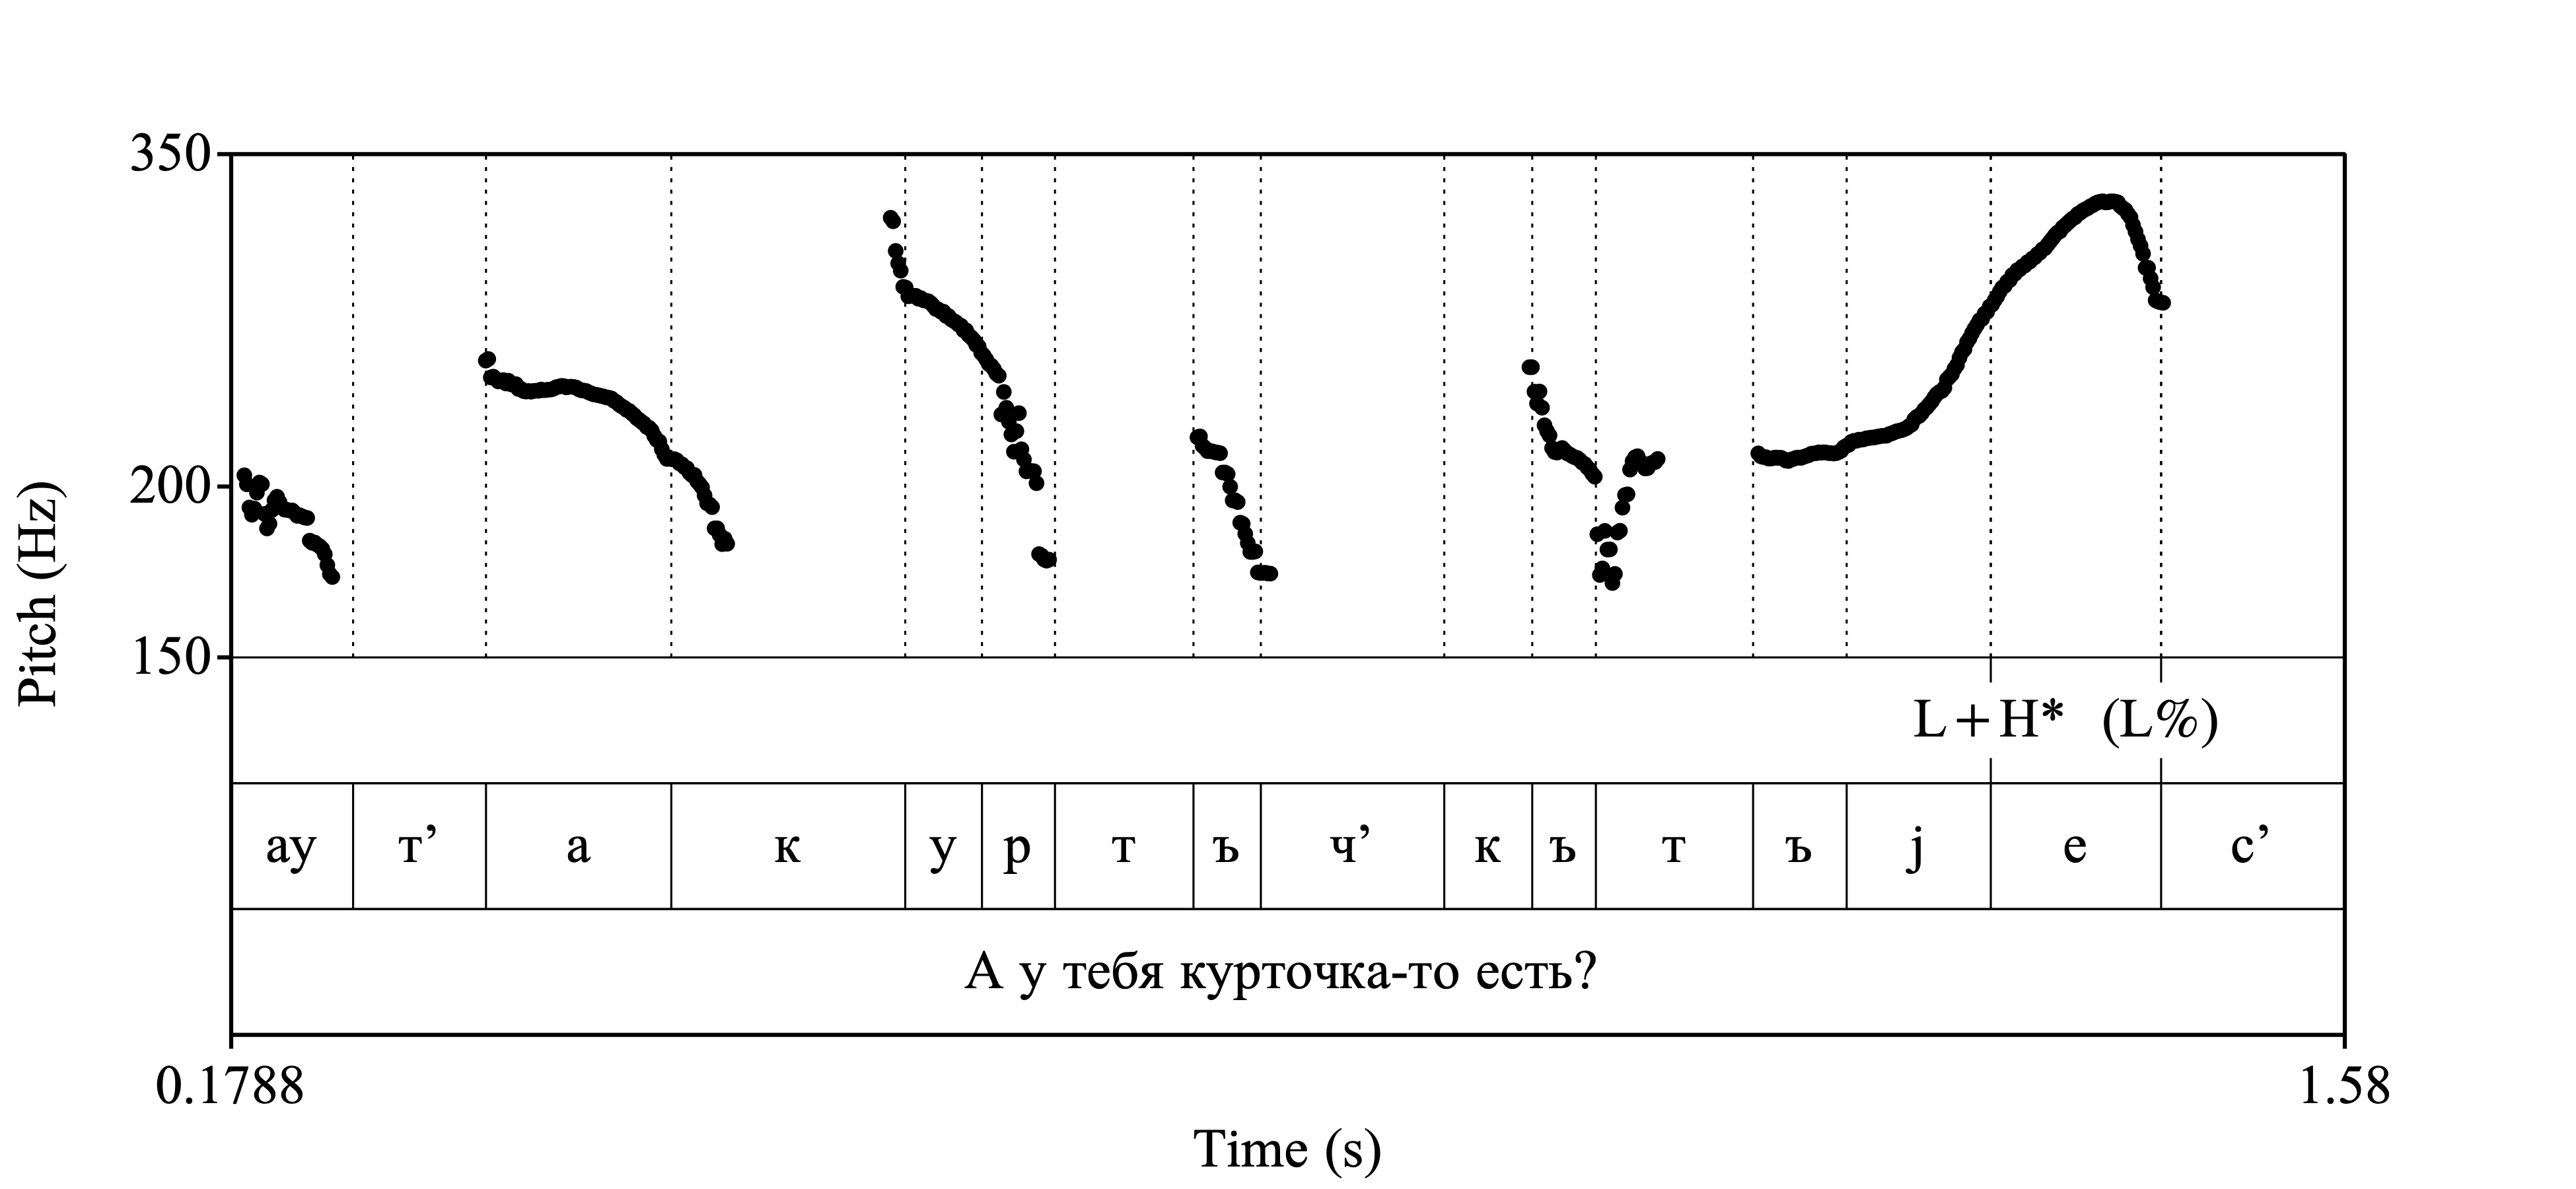 350
200
150
Pitch (Hz)
L+H* (L%)
ау т’ а к у р т ъ ч’ к ъ т ъ j е с’
А у тебя курточка-то есть?
0.1788 1.58
Time (s)